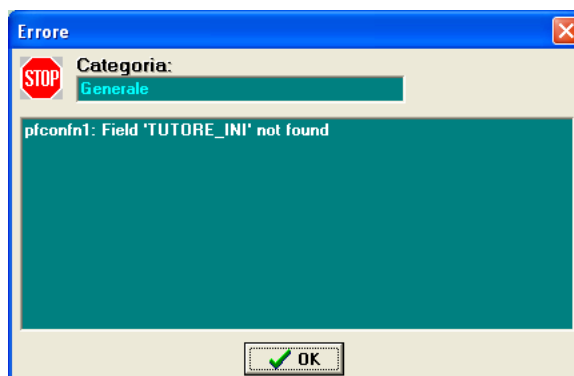 Errore
STOP
Categoria:
Generale
pfconfn1: Field 'TUTORE_INI' not found
OK